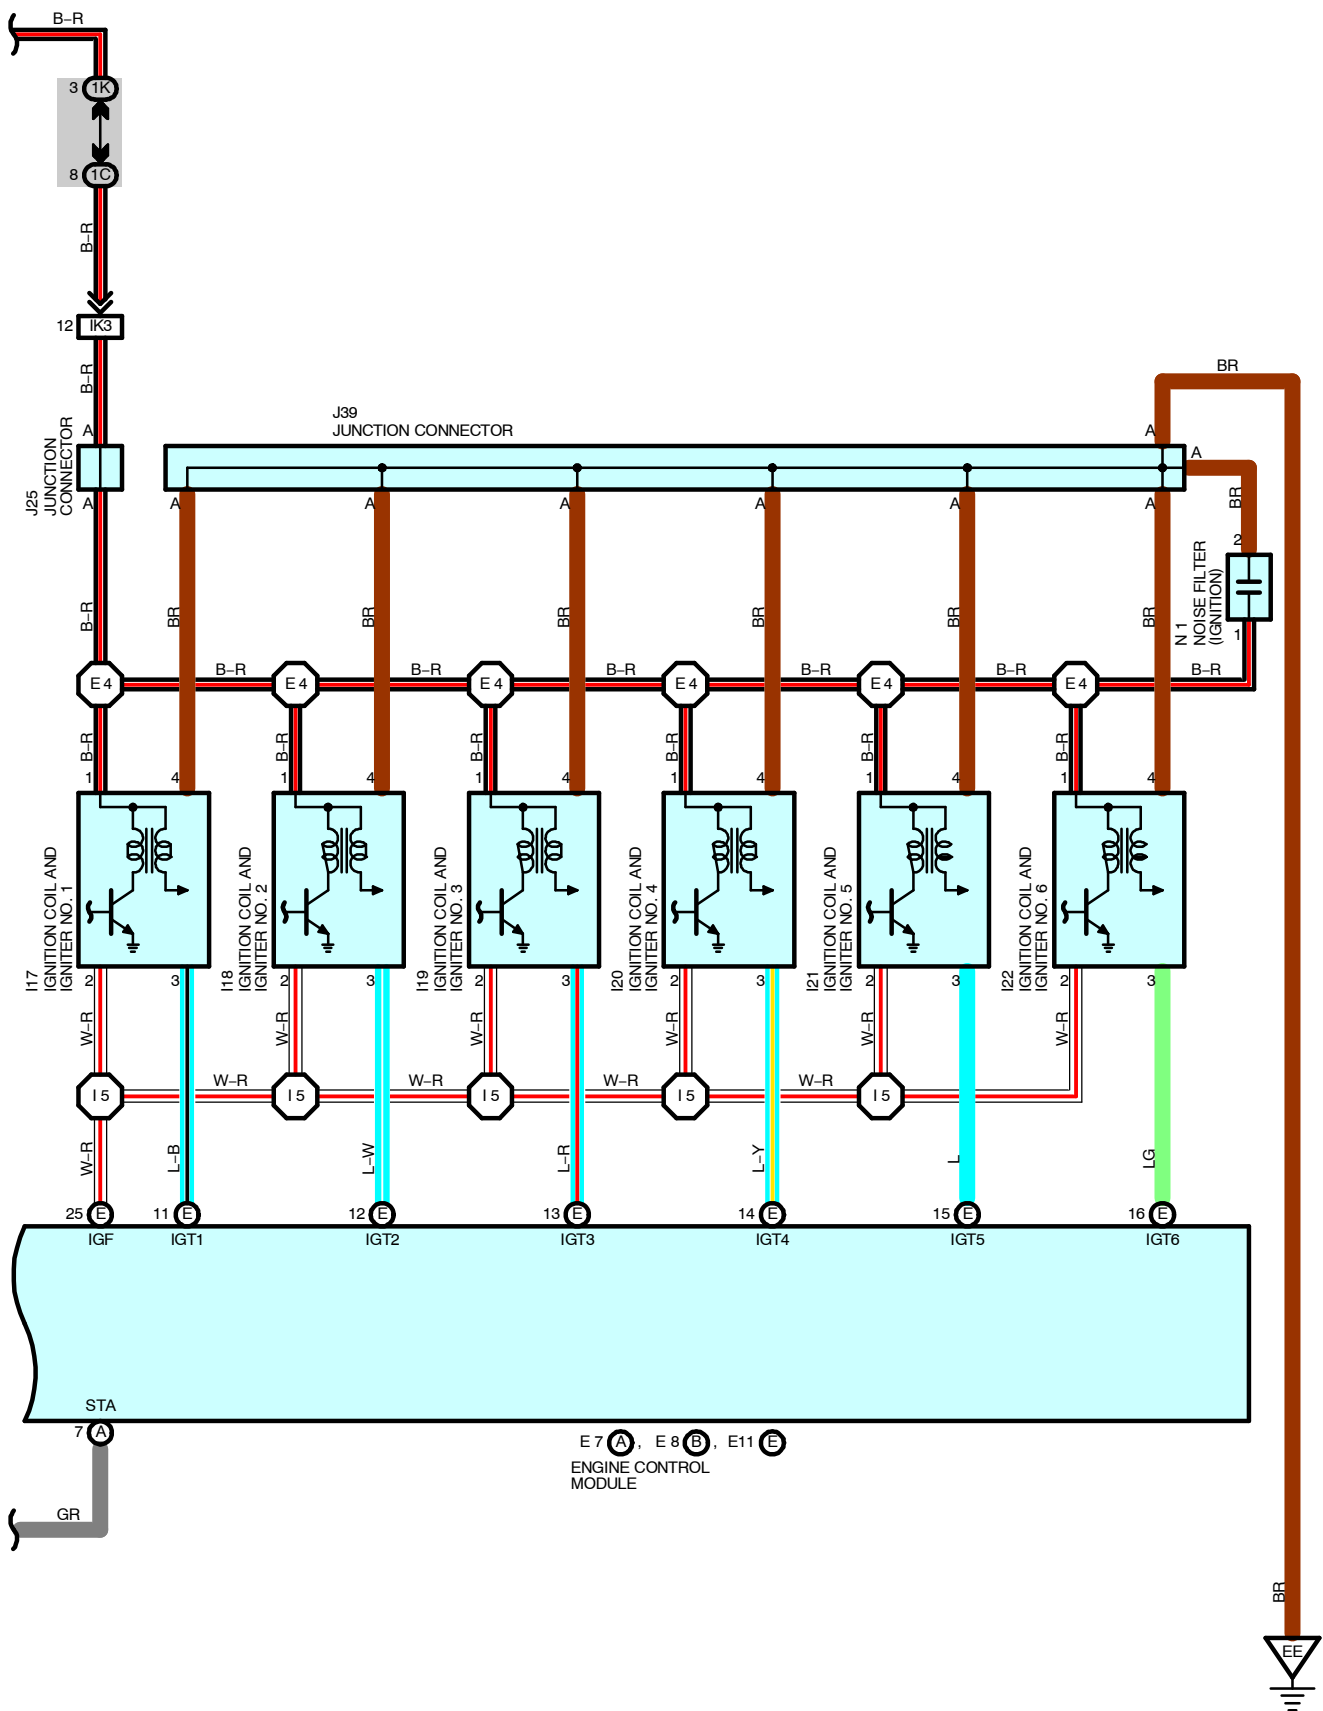 B–R
3 1K
8 1C
B–R
12 IK3
B–R
BR
J39
JUNCTION CONNECTOR
A
A
A
J25
JUNCTION
CONNECTOR
A
A
A
A
A
A
A
BR
2
N 1
NOISE FILTER
(IGNITION)
1
B–R
BR
BR
BR
BR
BR
BR
B–R
B–R
B–R
B–R
B–R
B–R
E 4
E 4
E 4
E 4
E 4
E 4
B–R
B–R
B–R
B–R
B–R
B–R
1 4
1 4
1 4
1 4
1 4
1 4
I17
IGNITION COIL AND
IGNITER NO. 1
I18
IGNITION COIL AND
IGNITER NO. 2
I19
IGNITION COIL AND
IGNITER NO. 3
I20
IGNITION COIL AND
IGNITER NO. 4
I21
IGNITION COIL AND
IGNITER NO. 5
I22
IGNITION COIL AND
IGNITER NO. 6
2 3
2 3
2 3
2 3
2 3
2 3
W–R
W–R
W–R
W–R
W–R
W–R
W–R
W–R
W–R
W–R
I 5
I 5
I 5
I 5
I 5
W–R
L–B
L–W
L–R
L–Y
L
LG
25 E
11 E
12 E
13 E
14 E
15 E
16 E
IGF
IGT1
IGT2
IGT3
IGT4
IGT5
IGT6
STA
7 A
E 7 A , E 8 B , E11 E
ENGINE CONTROL
MODULE
GR
BR
EE